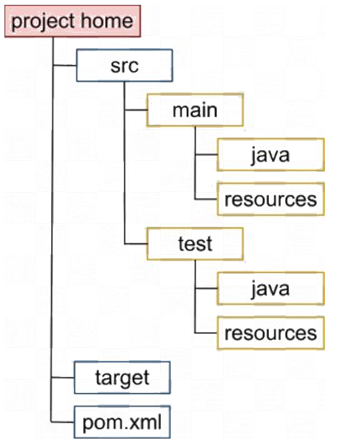 project home
src
main
java
resources
test
java
resources
target
pom.xml